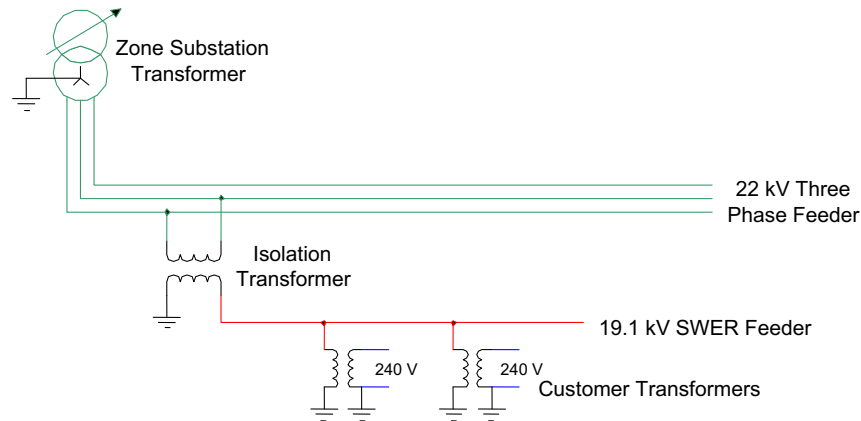 Zone Substation
Transformer
22 kV Three
Phase Feeder
Isolation
Transformer
19.1 kV SWER Feeder
240 V
240 V
Customer Transformers